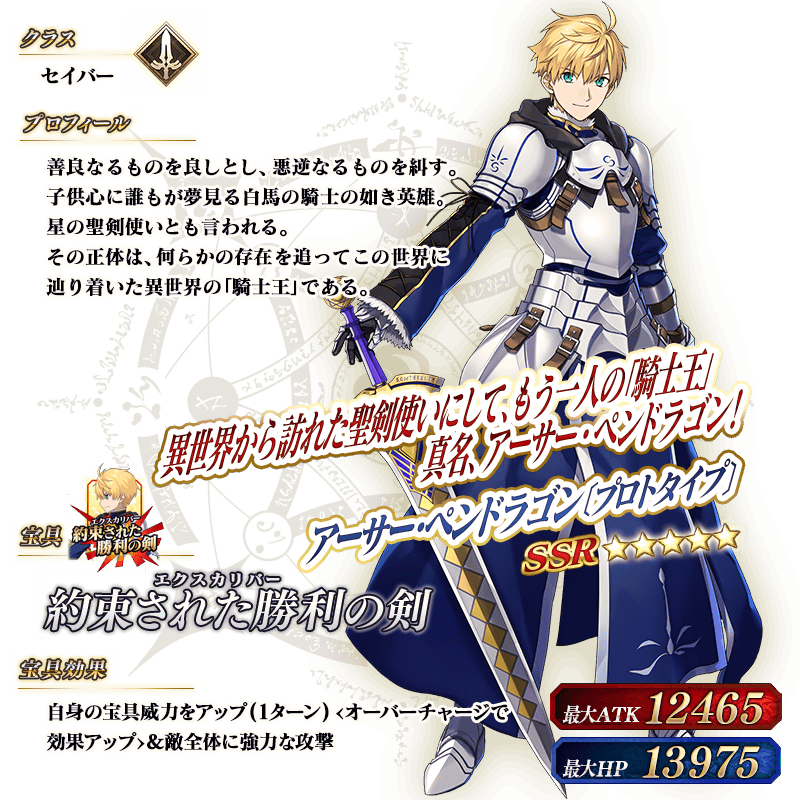 クラス
セイバー
プロフィール
善良なるものを良しとし、悪逆なるものを糾す。
子供心に誰もが夢見る白馬の騎士の如き英雄。
星の聖剣使いとも言われる。
その正体は、何らかの存在を追ってこの世界に
辿り着いた異世界の「騎士王」である。
異世界から訪れた聖剣使いにして、もう一人の「騎士王」
真名、アーサー・ペンドラゴン!
アーサー・ペンドラゴン〔プロトタイプ〕
SSR
宝具
エクスカリバー
約束された
勝利の剣
エクスカリバー
約束された勝利の剣
宝具効果
自身の宝具威力をアップ(1ターン)<オーバーチャージで
効果アップ>&敵全体に強力な攻撃
最大ATK 12465
最大HP 13975